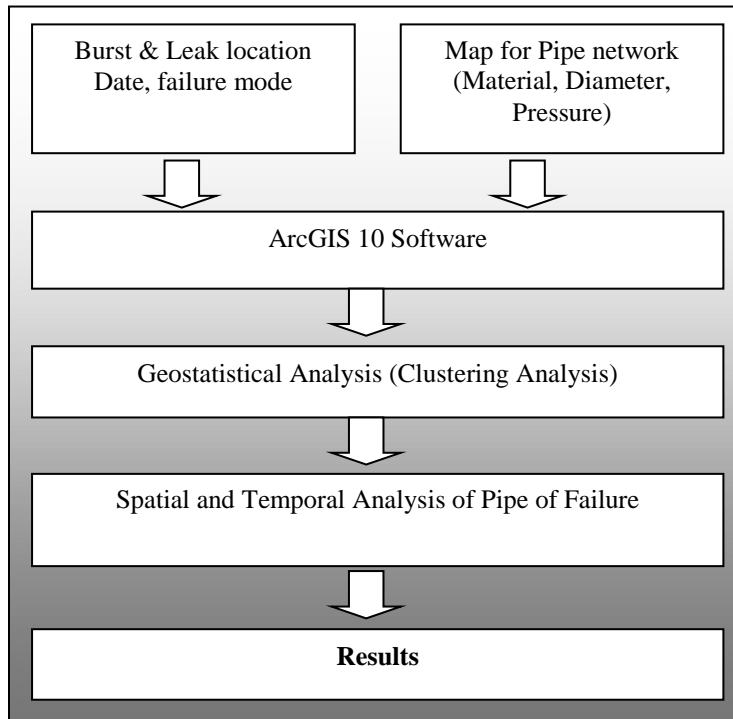 Burst & Leak location
Date, failure mode
Map for Pipe network
(Material, Diameter,
Pressure)
ArcGIS 10 Software
Geostatistical Analysis (Clustering Analysis)
Spatial and Temporal Analysis of Pipe of Failure
Results